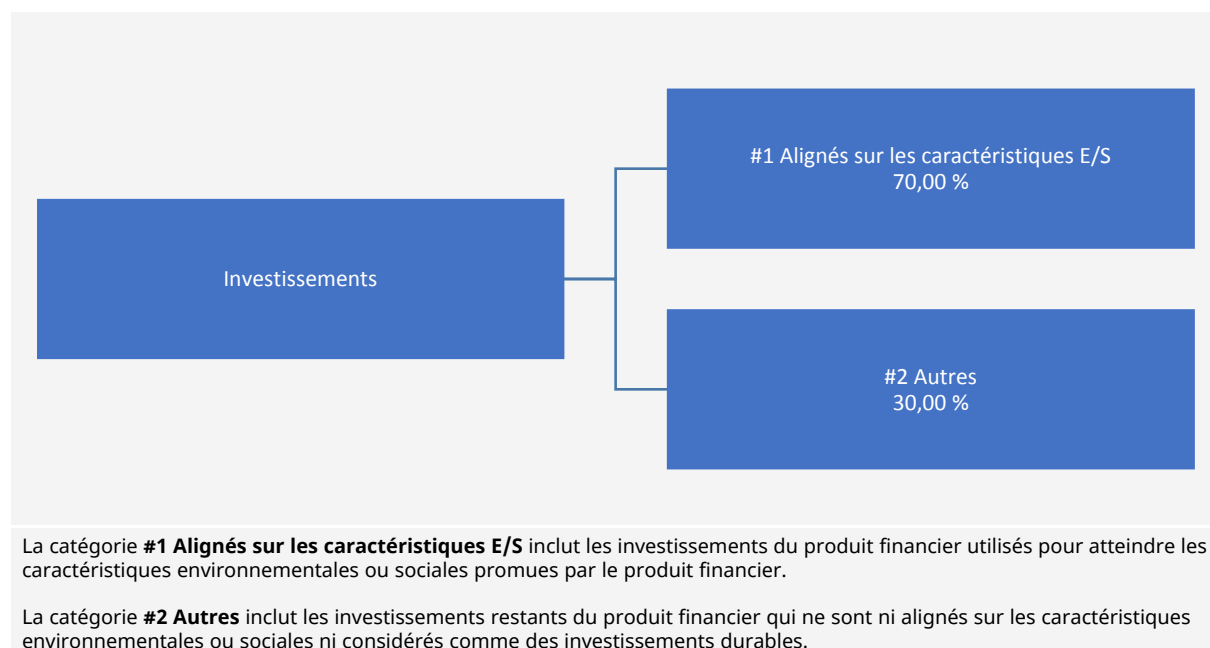 #1 Alignés sur les caractéristiques E/S
70,00 %
Investissements
#2 Autres
30,00 %
La catégorie #1 Alignés sur les caractéristiques E/S inclut les investissements du produit financier utilisés pour atteindre les
caractéristiques environnementales ou sociales promues par le produit financier.
La catégorie #2 Autres inclut les investissements restants du produit financier qui ne sont ni alignés sur les caractéristiques
environnementales ou sociales ni considérés comme des investissements durables.